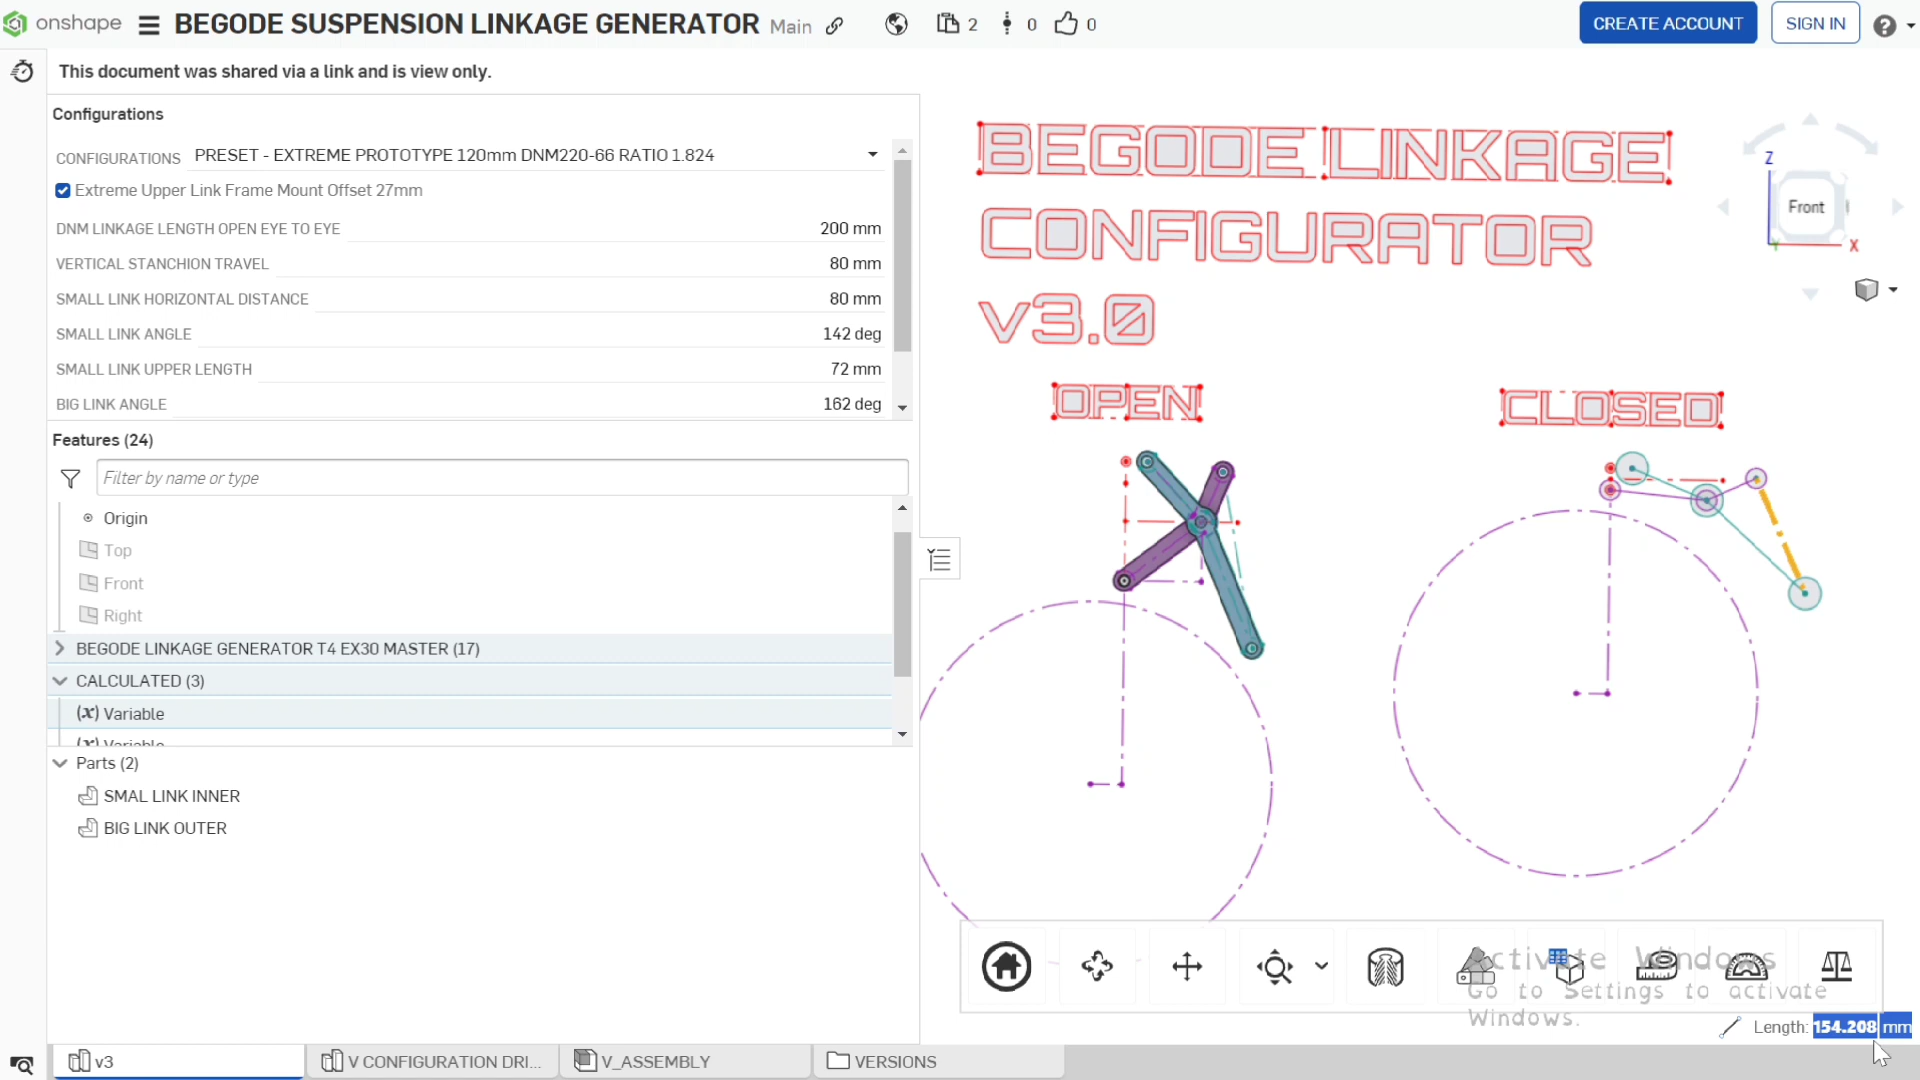 onshape BEGODE SUSPENSION LINKAGE GENERATOR Main 2 0 0 CREATE ACCOUNT SIGN IN
This document was shared via a link and is view only.
Configurations
CONFIGURATIONS PRESET - EXTREME PROTOTYPE 120mm DNM220-66 RATIO 1.824
Extreme Upper Link Frame Mount Offset 27mm
DNM LINKAGE LENGTH OPEN EYE TO EYE 200 mm
VERTICAL STANCHION TRAVEL 80 mm
SMALL LINK HORIZONTAL DISTANCE 80 mm
SMALL LINK ANGLE 142 deg
SMALL LINK UPPER LENGTH 72 mm
BIG LINK ANGLE 162 deg
Features (24)
Filter by name or type
Origin
Top
Front
Right
BEGODE LINKAGE GENERATOR T4 EX30 MASTER (17)
CALCULATED (3)
(x) Variable
(x) Variable
Parts (2)
SMAL LINK INNER
BIG LINK OUTER
BEGODE LINKAGE
CONFIGURATOR
v3.0
OPEN
CLOSED
Z
Front
X
Y
Activate Windows
Go to Settings to activate
Windows.
Length: 154.208 mm
v3
V CONFIGURATION DRI...
V_ASSEMBLY
VERSIONS